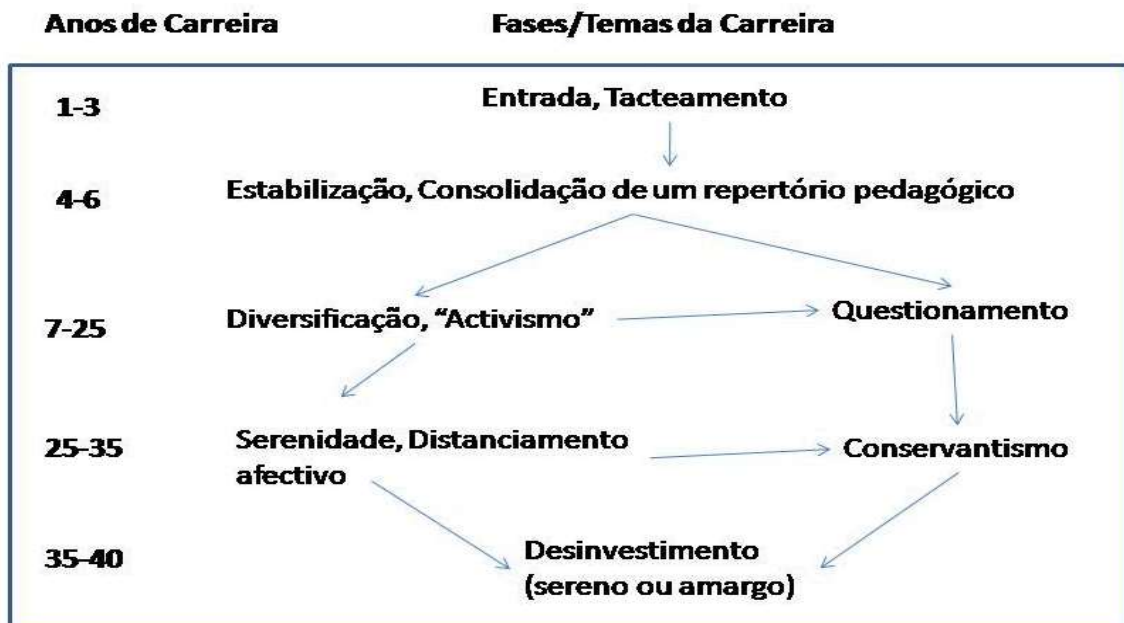 Anos de Carreira Fases/Temas da Carreira
1-3 Entrada, Tacteamento
4-6 Estabilização, Consolidação de um repertório pedagógico
7-25 Diversificação, “Activismo” Questionamento
25-35 Serenidade, Distanciamento afectivo Conservantismo
35-40 Desinvestimento
(sereno ou amargo)